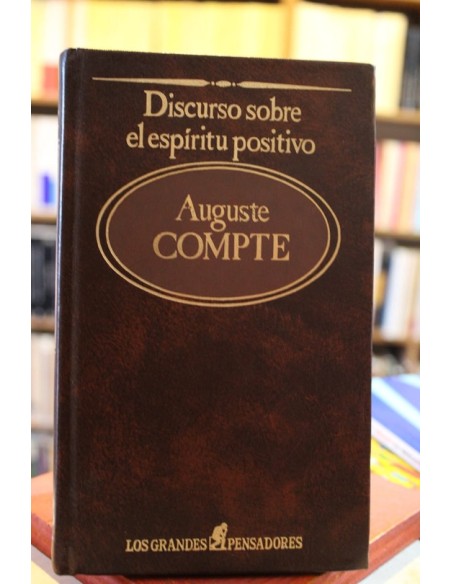 Discurso sobre
el espíritu positivo
Auguste
COMPTE
LOS GRANDES PENSADORES